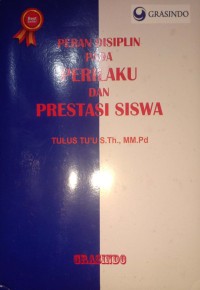 GRASINDO
PERAN DISIPLIN
PADA
PERILAKU
DAN
PRESTASI SISWA
TULUS TU'U,S.Th., MM.Pd
GRASINDO